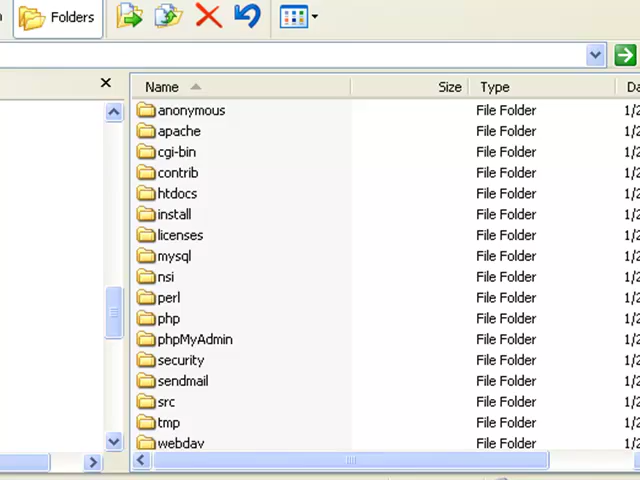 Folders
Name Size Type
anonymous File Folder
apache File Folder
cgi-bin File Folder
contrib File Folder
htdocs File Folder
install File Folder
licenses File Folder
mysql File Folder
nsi File Folder
perl File Folder
php File Folder
phpMyAdmin File Folder
security File Folder
sendmail File Folder
src File Folder
tmp File Folder
webdav File Folder